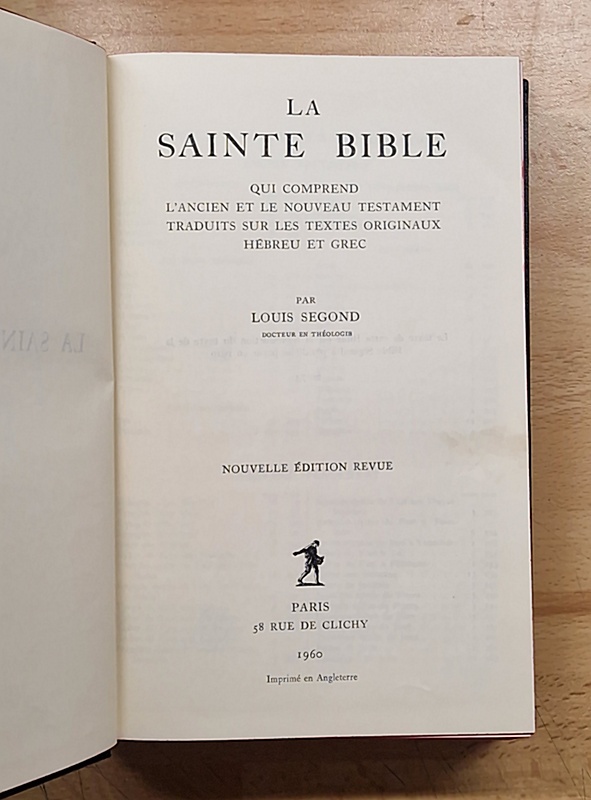 LA
SAINTE BIBLE
QUI COMPREND
L'ANCIEN ET LE NOUVEAU TESTAMENT
TRADUITS SUR LES TEXTES ORIGINAUX
HÉBREU ET GREC
PAR
LOUIS SEGOND
DOCTEUR EN THÉOLOGIE
NOUVELLE ÉDITION REVUE
PARIS
58 RUE DE CLICHY
1960
Imprimé en Angleterre